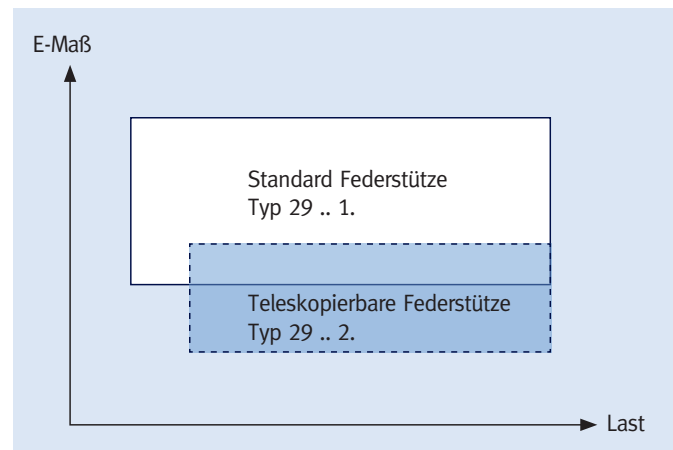 E-Maß
Standard Federstütze
Typ 29 .. 1.
Teleskopierbare Federstütze
Typ 29 .. 2.
Last